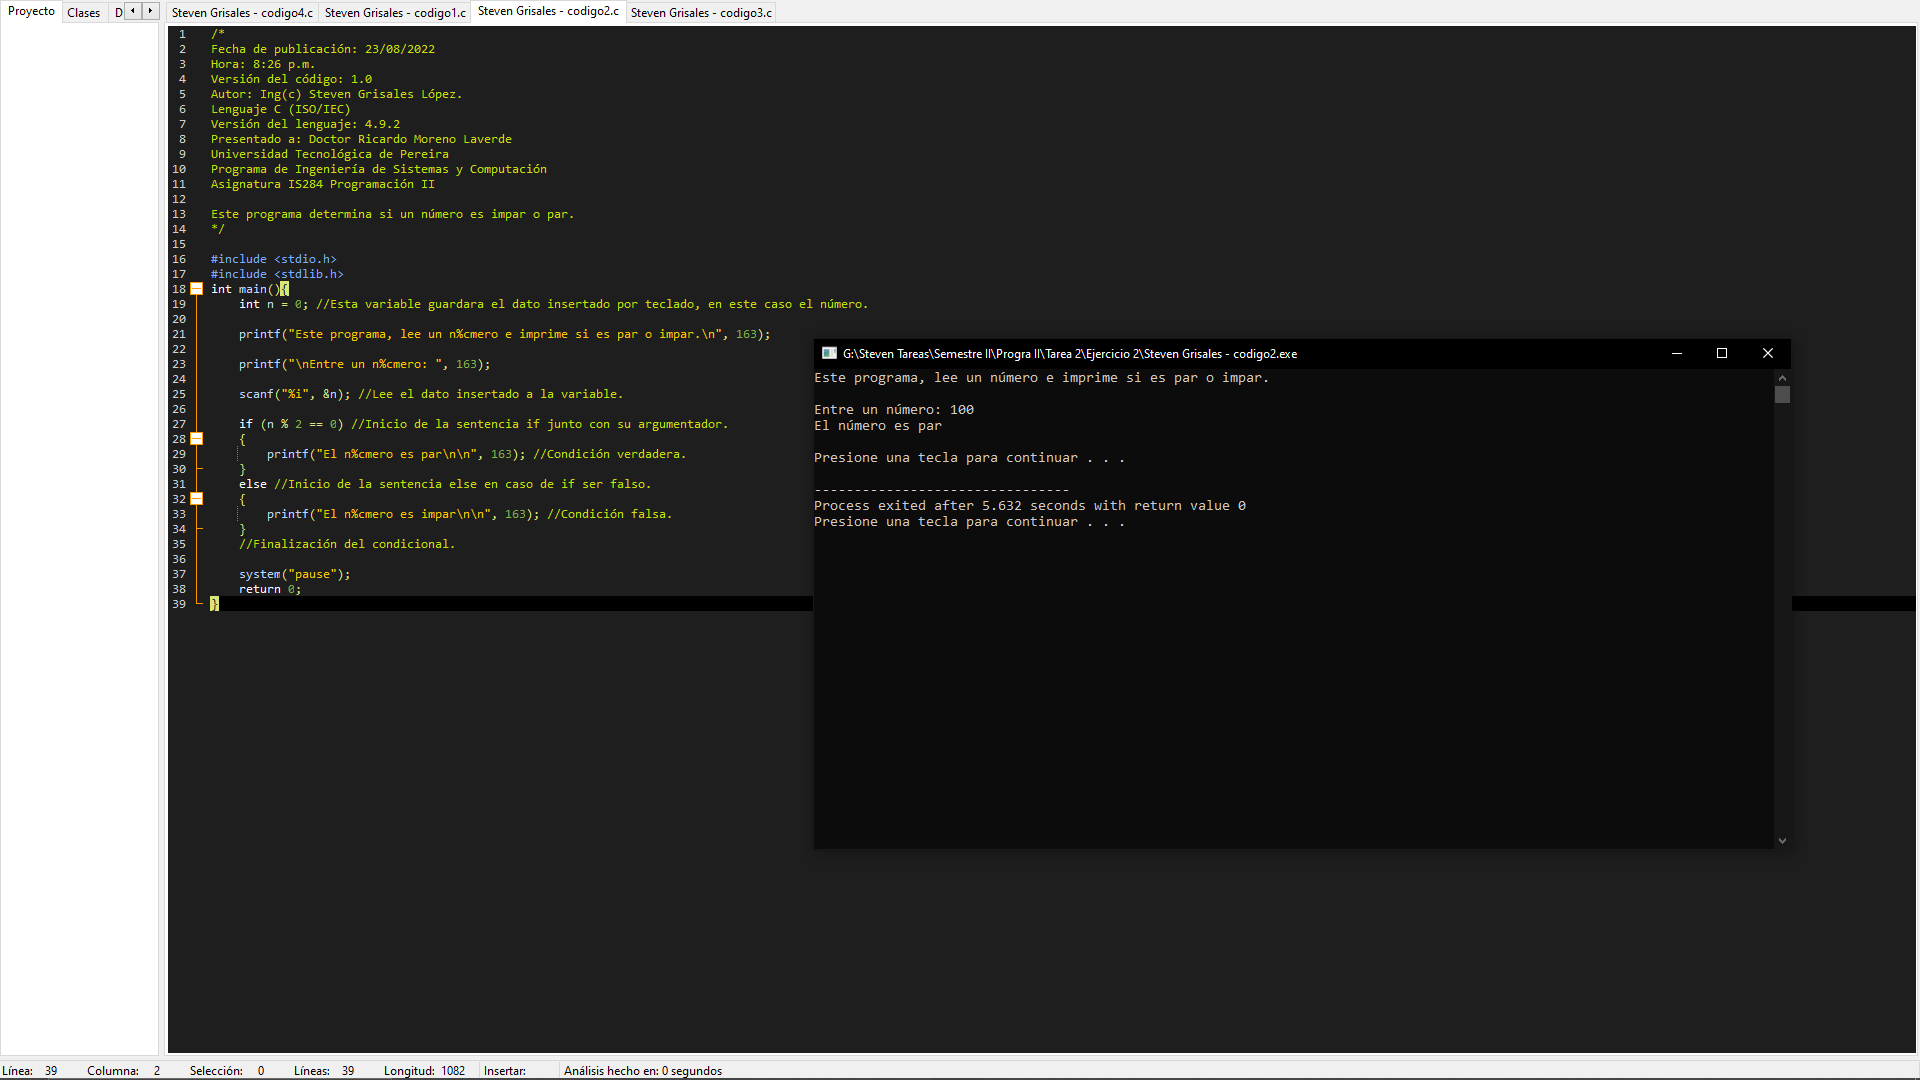 Proyecto Clases D Steven Grisales - codigo4.c Steven Grisales - codigo1.c Steven Grisales - codigo2.c Steven Grisales - codigo3.c
1 /*
2 Fecha de publicación: 23/08/2022
3 Hora: 8:26 p.m.
4 Versión del código: 1.0
5 Autor: Ing(c) Steven Grisales López.
6 Lenguaje C (ISO/IEC)
7 Versión del lenguaje: 4.9.2
8 Presentado a: Doctor Ricardo Moreno Laverde
9 Universidad Tecnológica de Pereira
10 Programa de Ingeniería de Sistemas y Computación
11 Asignatura IS284 Programación II
12
13 Este programa determina si un número es impar o par.
14 */
15
16 #include <stdio.h>
17 #include <stdlib.h>
18 int main(){
19 int n = 0; //Esta variable guardara el dato insertado por teclado, en este caso el número.
20
21 printf("Este programa, lee un n%cmero e imprime si es par o impar.\n", 163);
22
23 printf("\nEntre un n%cmero: ", 163);
24
25 scanf("%i", &n); //Lee el dato insertado a la variable.
26
27 if (n % 2 == 0) //Inicio de la sentencia if junto con su argumentador.
28 {
29 printf("El n%cmero es par\n\n", 163); //Condición verdadera.
30 }
31 else //Inicio de la sentencia else en caso de if ser falso.
32 {
33 printf("El n%cmero es impar\n\n", 163); //Condición falsa.
34 }
35 //Finalización del condicional.
36
37 system("pause");
38 return 0;
39 }
G:\Steven Tareas\Semestre II\Progra II\Tarea 2\Ejercicio 2\Steven Grisales - codigo2.exe
Este programa, lee un número e imprime si es par o impar.
Entre un número: 100
El número es par
Presione una tecla para continuar . . .
--------------------------------
Process exited after 5.632 seconds with return value 0
Presione una tecla para continuar . . .
Línea: 39 Columna: 2 Selección: 0 Líneas: 39 Longitud: 1082 Insertar: Análisis hecho en: 0 segundos